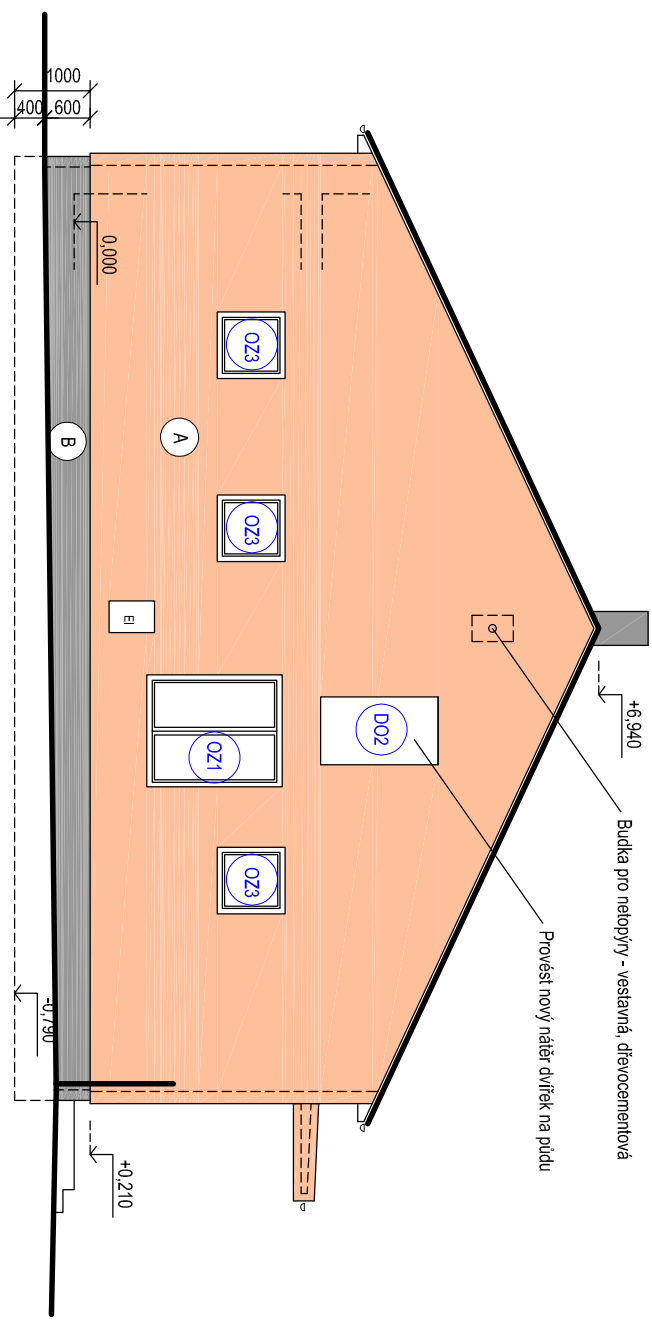 +6,940
Budka pro netopýry - vestavná, dřevocementová
Provést nový nátěr dvířek na půdu
DO2
OZ3
OZ3
OZ1
OZ3
A
El
0,000
+0,210
B
-0,790
1000
400
600